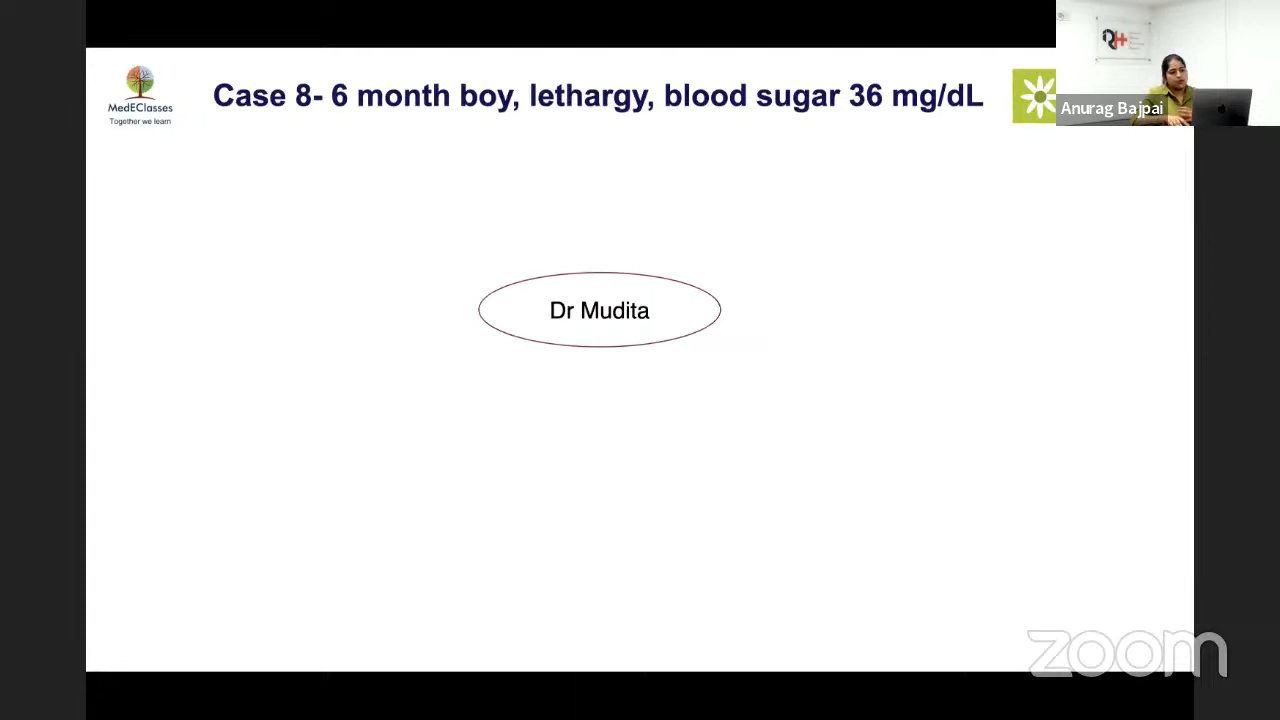 MedEClasses
Together we learn
Case 8- 6 month boy, lethargy, blood sugar 36 mg/dL
Anurag Bajpai
Dr Mudita
zoom